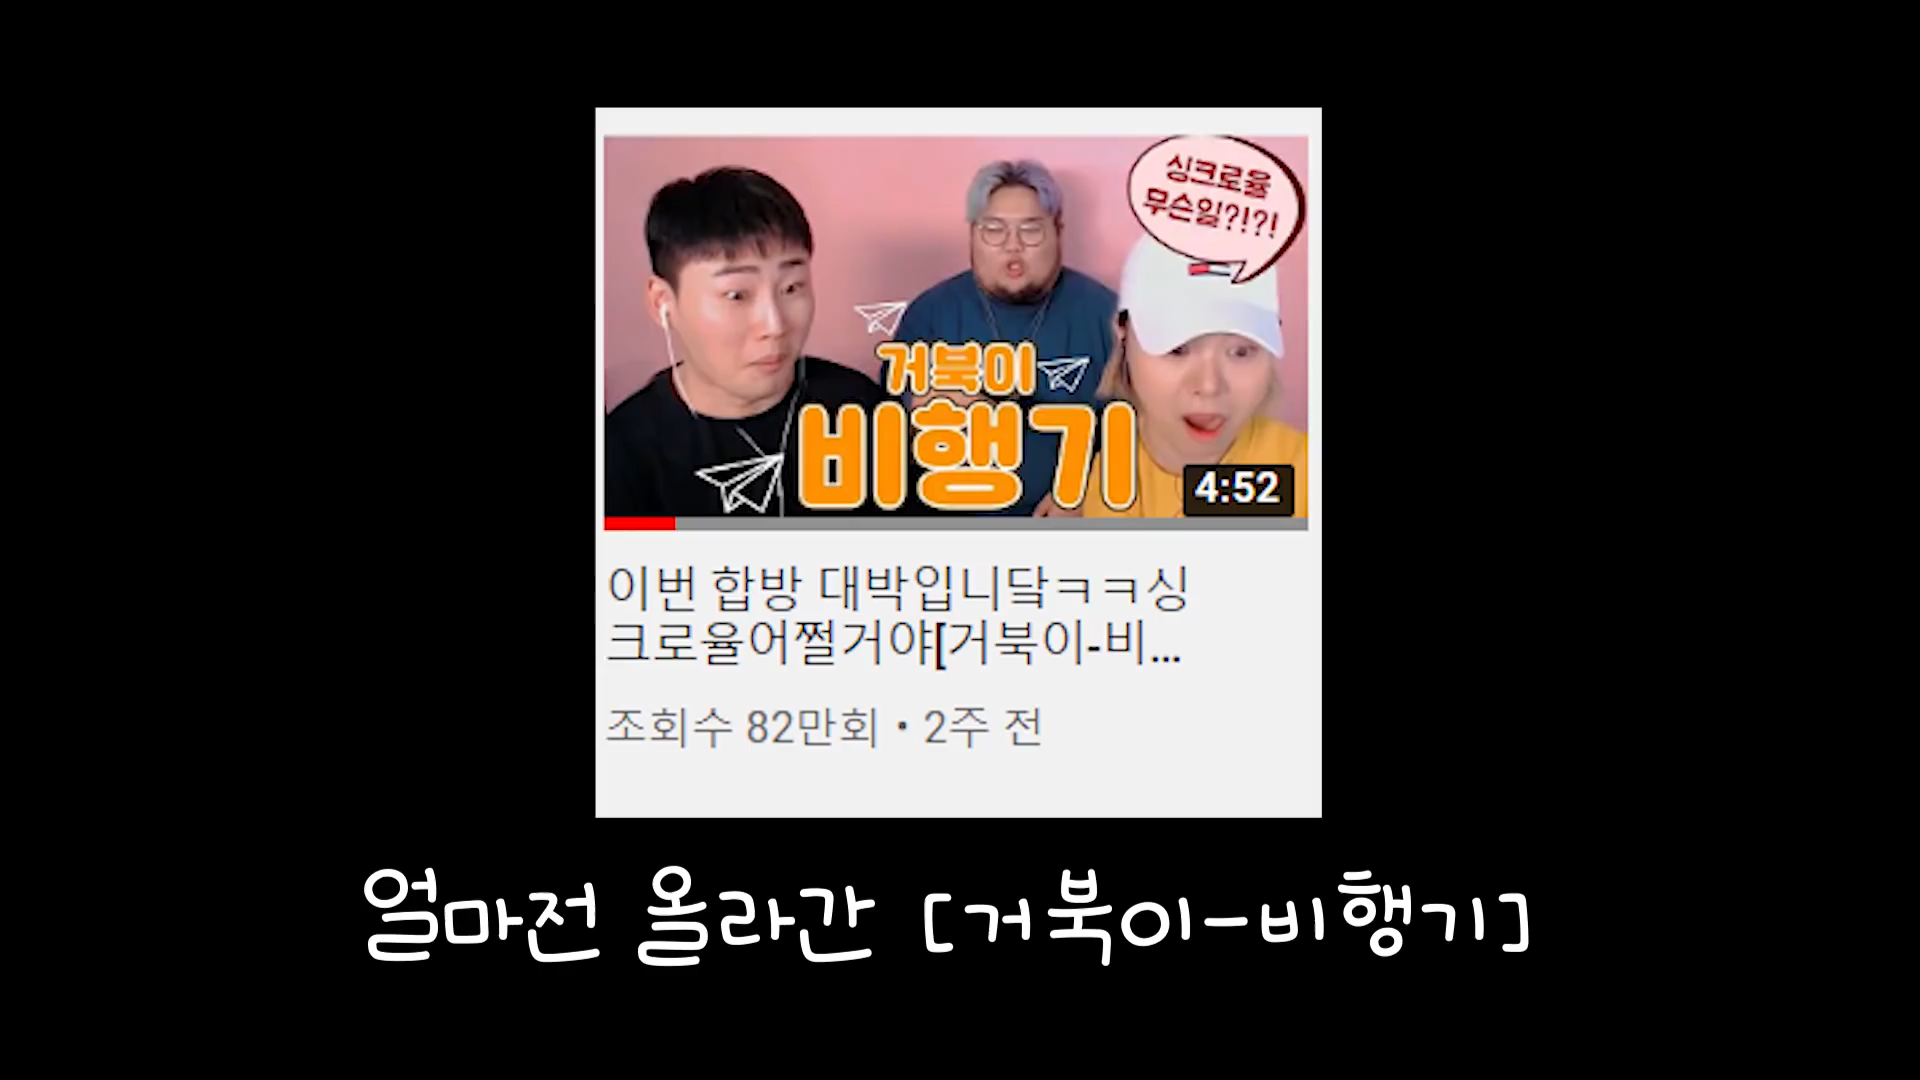 싱크로율
무슨일?!?!
거북이
비행기
4:52
이번 합방 대박입니닼ㅋㅋ싱
크로율어쩔거야[거북이-비...
조회수 82만회 • 2주 전
얼마전 올라간 [거북이-비행기]